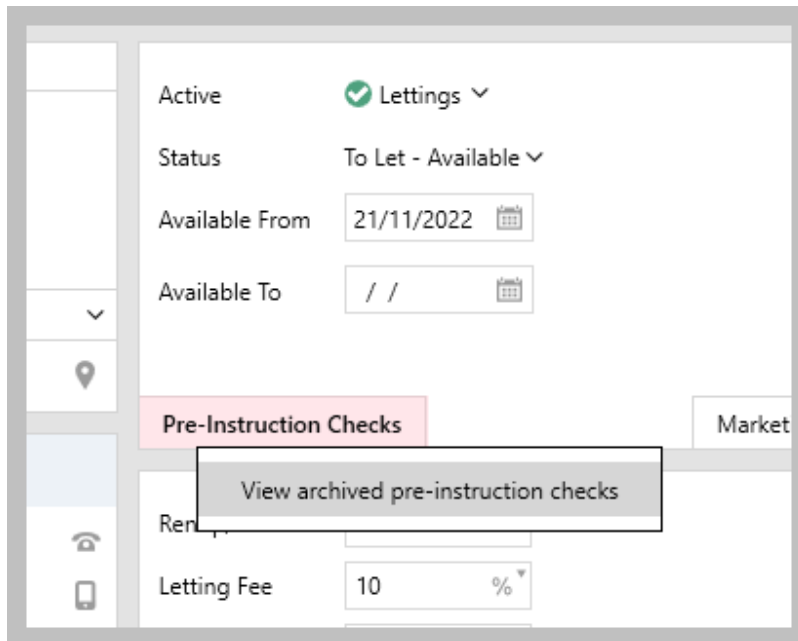 Active Lettings
Status To Let - Available
Available From 21/11/2022
Available To / /
Pre-Instruction Checks Market
View archived pre-instruction checks
Letting Fee 10 %